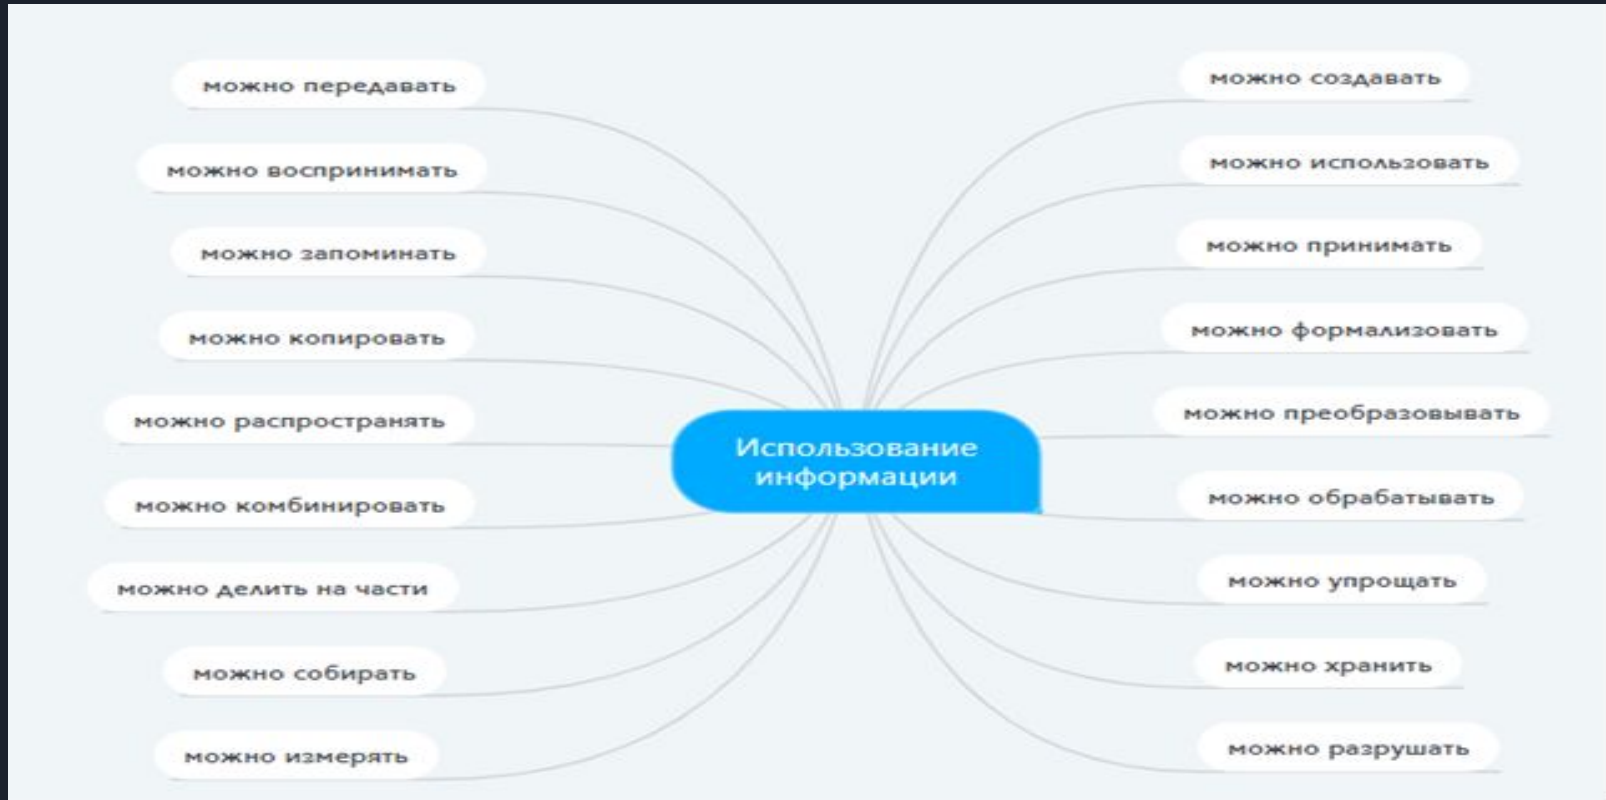 можно передавать
можно воспринимать
можно запоминать
можно копировать
можно распространять
можно комбинировать
можно делить на части
можно собирать
можно измерять
Использование
информации
можно создавать
можно использовать
можно принимать
можно формализовать
можно преобразовывать
можно обрабатывать
можно упрощать
можно хранить
можно разрушать